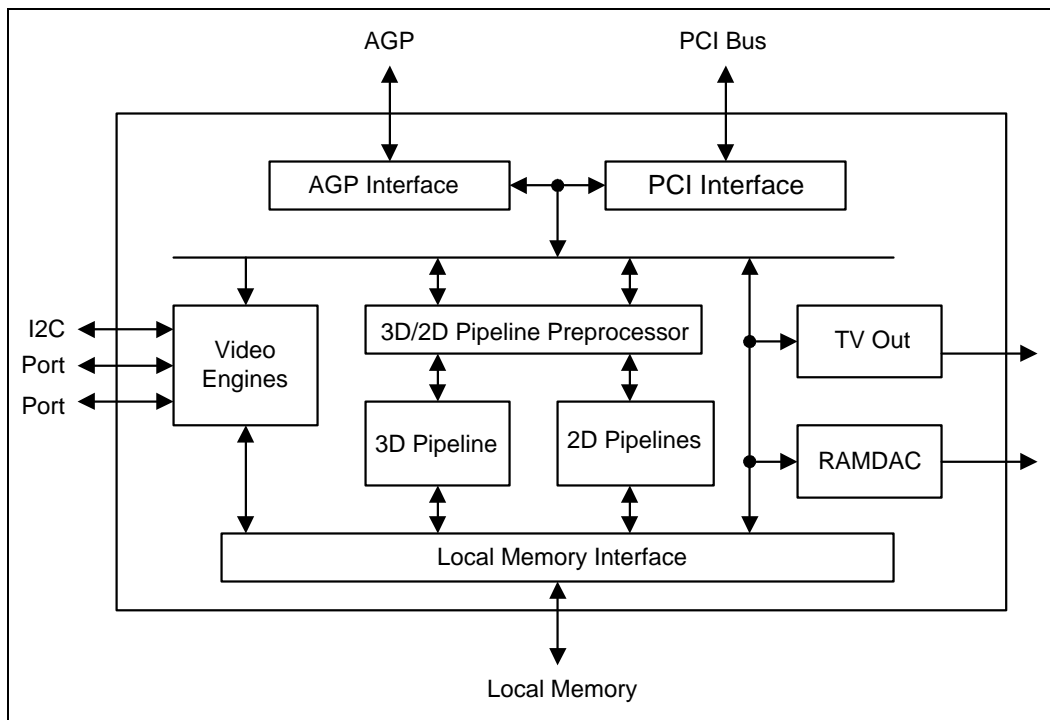 AGP
PCI Bus
AGP Interface
PCI Interface
I2C
Port
Port
Video
Engines
3D/2D Pipeline Preprocessor
TV Out
3D Pipeline
2D Pipelines
RAMDAC
Local Memory Interface
Local Memory